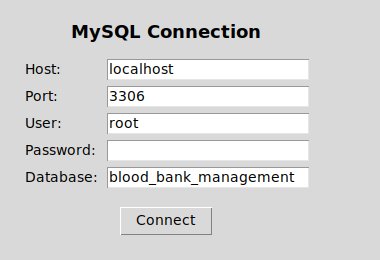 MySQL Connection
Host: localhost
Port: 3306
User: root
Password:
Database: blood_bank_management
Connect